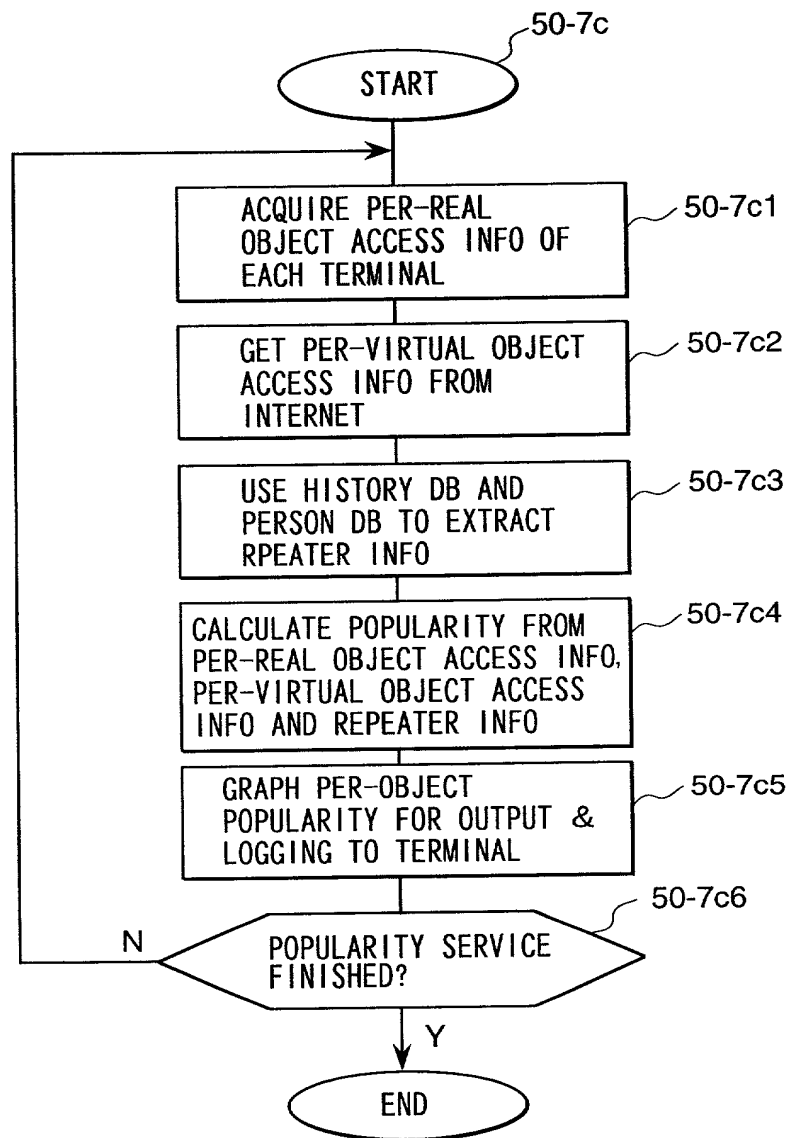 50-7c
START
ACQUIRE PER-REAL
OBJECT ACCESS INFO OF
EACH TERMINAL
50-7c1
GET PER-VIRTUAL OBJECT
ACCESS INFO FROM
INTERNET
50-7c2
USE HISTORY DB AND
PERSON DB TO EXTRACT
RPEATER INFO
50-7c3
CALCULATE POPULARITY FROM
PER-REAL OBJECT ACCESS INFO,
PER-VIRTUAL OBJECT ACCESS
INFO AND REPEATER INFO
50-7c4
GRAPH PER-OBJECT
POPULARITY FOR OUTPUT &
LOGGING TO TERMINAL
50-7c5
POPULARITY SERVICE
FINISHED?
50-7c6
N
Y
END